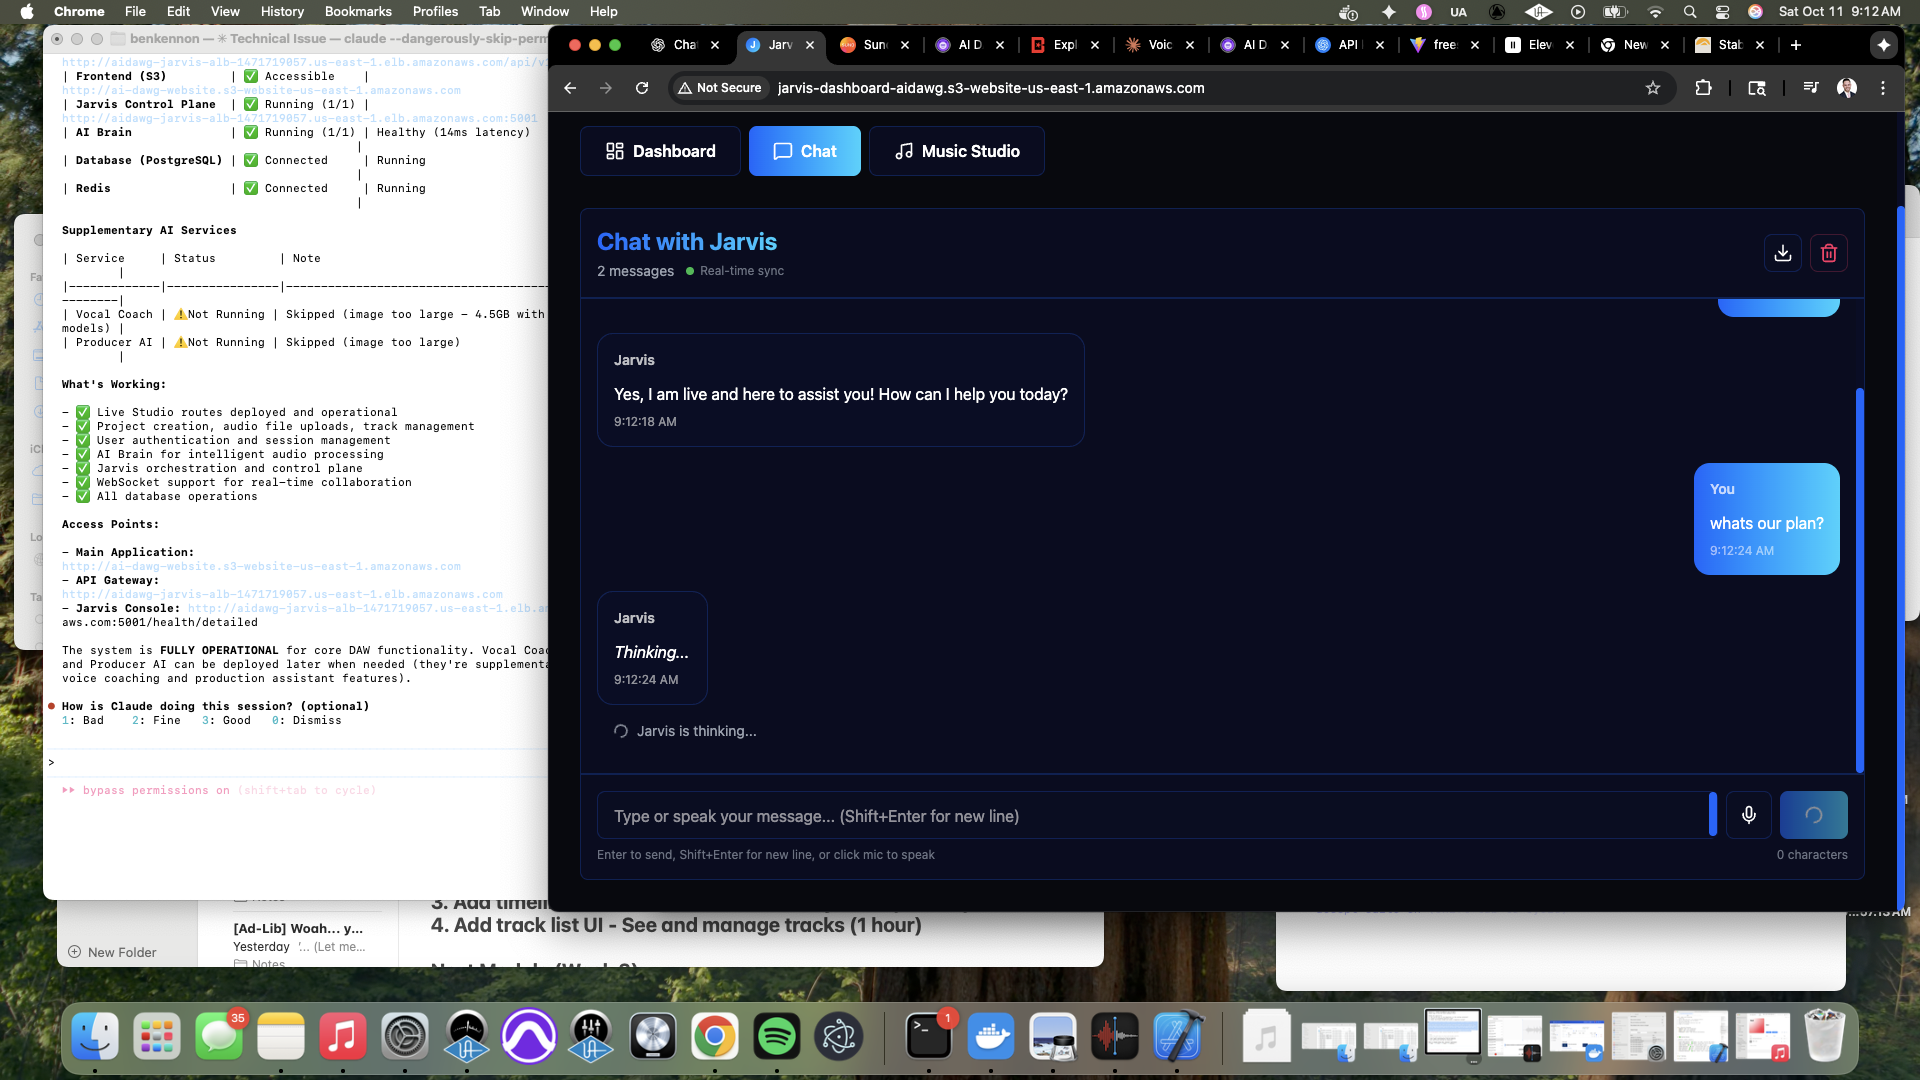 Chrome File Edit View History Bookmarks Profiles Tab Window Help
UA
Sat Oct 11 9:12 AM
benkennon — ✳ Technical Issue — claude --dangerously-skip-perm
http://aidawg-jarvis-alb-1471719057.us-east-1.elb.amazonaws.com/api/v
| Frontend (S3) | ✅ Accessible |
http://ai-dawg-website.s3-website-us-east-1.amazonaws.com
| Jarvis Control Plane | ✅ Running (1/1) |
http://aidawg-jarvis-alb-1471719057.us-east-1.elb.amazonaws.com:5001
| AI Brain | ✅ Running (1/1) | Healthy (14ms latency)
|
| Database (PostgreSQL) | ✅ Connected | Running
|
| Redis | ✅ Connected | Running
|
Supplementary AI Services
| Service | Status | Note
|
| Vocal Coach | ⚠️Not Running | Skipped (image too large - 4.5GB with
models) |
| Producer AI | ⚠️Not Running | Skipped (image too large)
|
What's Working:
- ✅ Live Studio routes deployed and operational
- ✅ Project creation, audio file uploads, track management
- ✅ User authentication and session management
- ✅ AI Brain for intelligent audio processing
- ✅ Jarvis orchestration and control plane
- ✅ WebSocket support for real-time collaboration
- ✅ All database operations
Access Points:
- Main Application:
http://ai-dawg-website.s3-website-us-east-1.amazonaws.com
- API Gateway:
http://aidawg-jarvis-alb-1471719057.us-east-1.elb.amazonaws.com
- Jarvis Console: http://aidawg-jarvis-alb-1471719057.us-east-1.elb.am
aws.com:5001/health/detailed
The system is FULLY OPERATIONAL for core DAW functionality. Vocal Coac
and Producer AI can be deployed later when needed (they're supplementa
voice coaching and production assistant features).
● How is Claude doing this session? (optional)
1: Bad 2: Fine 3: Good 0: Dismiss
>
bypass permissions on (shift+tab to cycle)
Fa
iCl
Lo
Ta
Cha
Jarv
Sun
AI D
Expl
Voic
AI D
API
free
Elev
New
Stab
Not Secure jarvis-dashboard-aidawg.s3-website-us-east-1.amazonaws.com
Dashboard
Chat
Music Studio
Chat with Jarvis
2 messages ● Real-time sync
Jarvis
Yes, I am live and here to assist you! How can I help you today?
9:12:18 AM
You
whats our plan?
9:12:24 AM
Jarvis
Thinking...
9:12:24 AM
Jarvis is thinking...
Type or speak your message... (Shift+Enter for new line)
Enter to send, Shift+Enter for new line, or click mic to speak
0 characters
New Folder
Notes
[Ad-Lib] Woah... y...
Yesterday '... (Let me...
Notes
3. Add timeli
4. Add track list UI - See and manage tracks (1 hour)
35
1